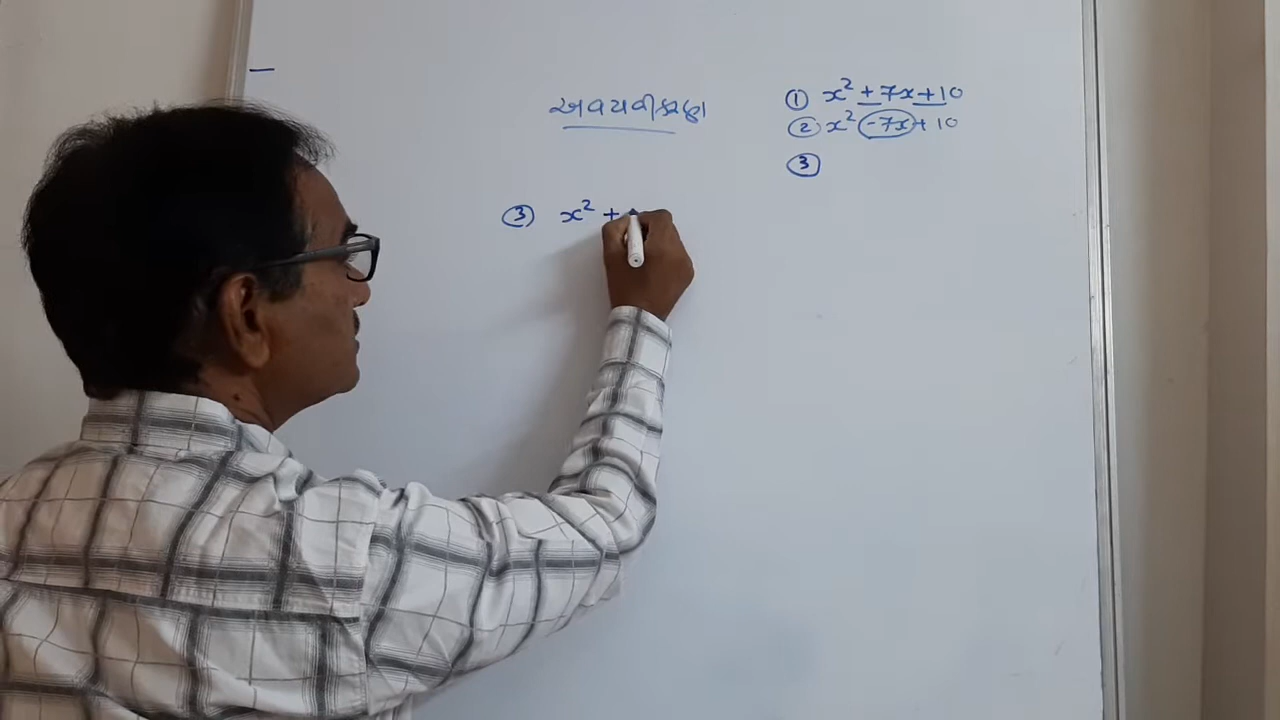 અવયવીકરણ
① x² + 7x + 10
② x² - 7x + 10
③
③ x² +